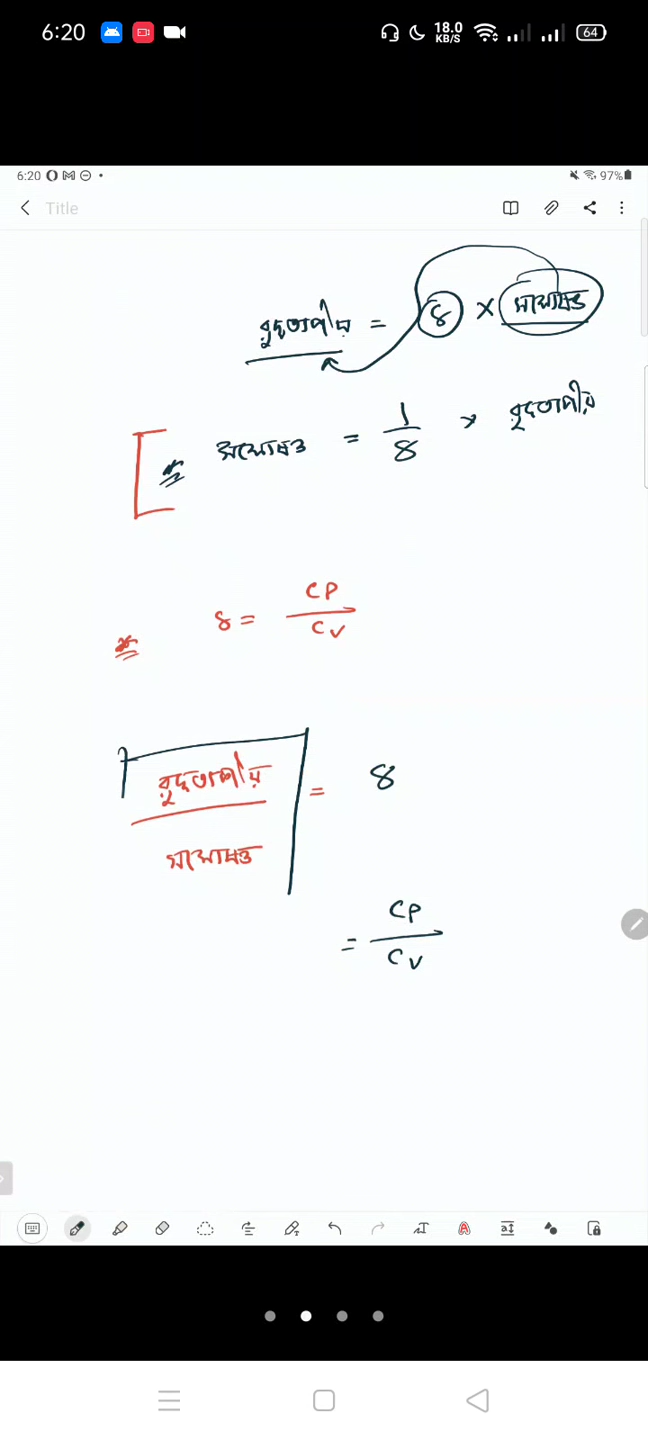 6:20 18.0 KB/S 64
6:20 97%
Title
রুদ্ধতাপীয় = γ × সমোষ্ণ
সমোষ্ণ = 1/γ × রুদ্ধতাপীয়
γ = CP/CV
রুদ্ধতাপীয়/সমোষ্ণ = γ
= CP/CV